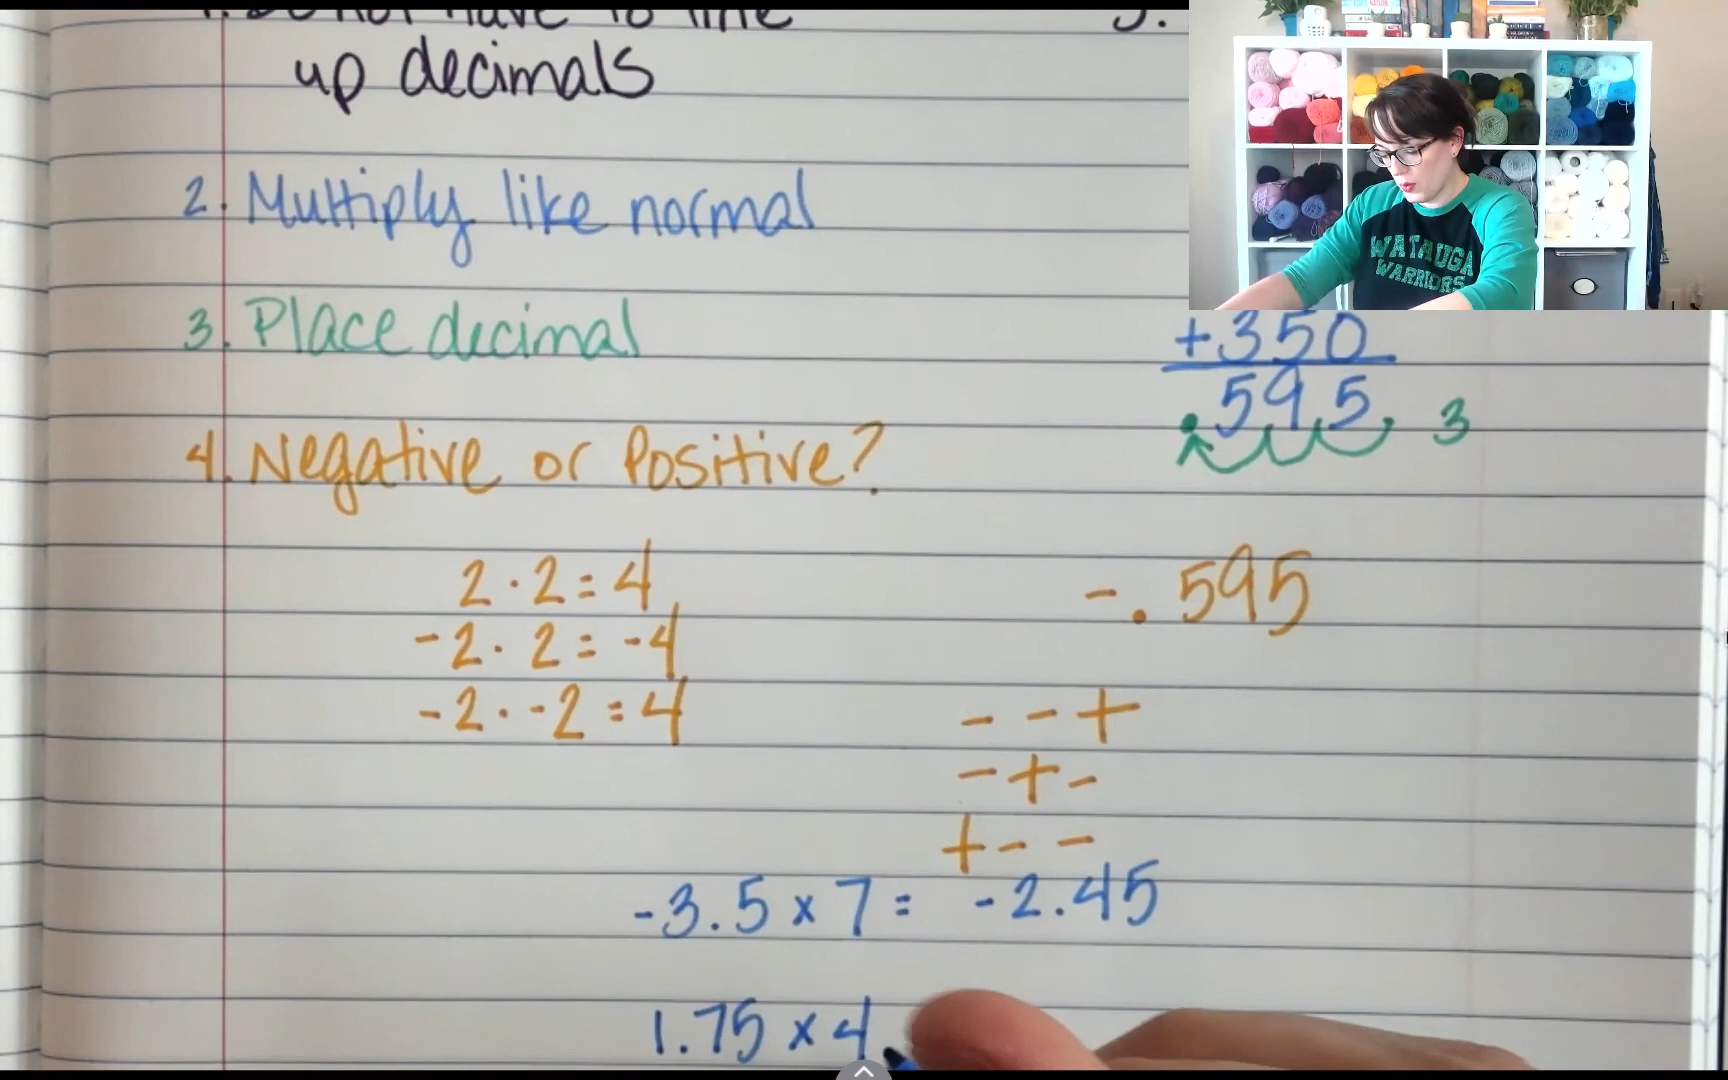 up decimals
2. Multiply like normal
3. Place decimal
4. Negative or Positive?
2 · 2 = 4
-2 · 2 = -4
-2 · -2 = 4
3.
+350
595
3
-.595
- - +
- + -
+ - -
-3.5 x 7 = -2.45
1.75 x 4
WATAUGA
WARRIORS